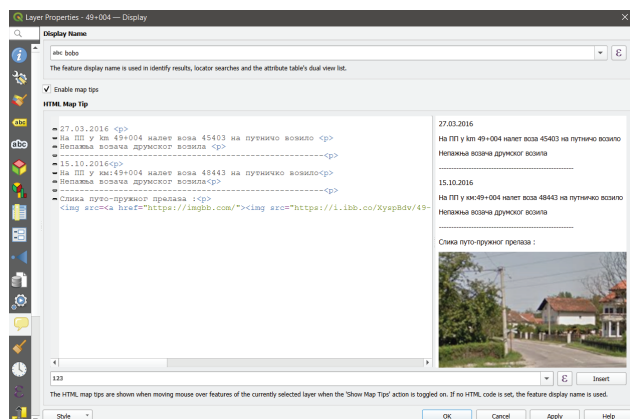 Layer Properties - 49+004 — Display
Display Name
abc bobo
ε
The feature display name is used in identify results, locator searches and the attribute table's dual view list.
Enable map tips
HTML Map Tip
27.03.2016 <p>
На ПП у km 49+004 налет воза 45403 на путничо возило <p>
Непажња возача друмског возила <p>
----------------------------------------------------<p>
15.10.2016<p>
На ПП у км:49+004 налет воза 48443 на путничко возило<p>
Непажња возача друмског возила<p>
----------------------------------------------------<p>
Слика путо-пружног прелаза :<p>
<img src=<a href="https://imgbb.com/"><img src="https://i.ibb.co/XyspBdv/49-
27.03.2016
На ПП у km 49+004 налет воза 45403 на путничо возило
Непажња возача друмског возила
----------------------------------------------------
15.10.2016
На ПП у км:49+004 налет воза 48443 на путничко возило
Непажња возача друмског возила
----------------------------------------------------
Слика путо-пружног прелаза :
abc
abc
123
ε
Insert
The HTML map tips are shown when moving mouse over features of the currently selected layer when the 'Show Map Tips' action is toggled on. If no HTML code is set, the feature display name is used.
Style
OK
Cancel
Apply
Help